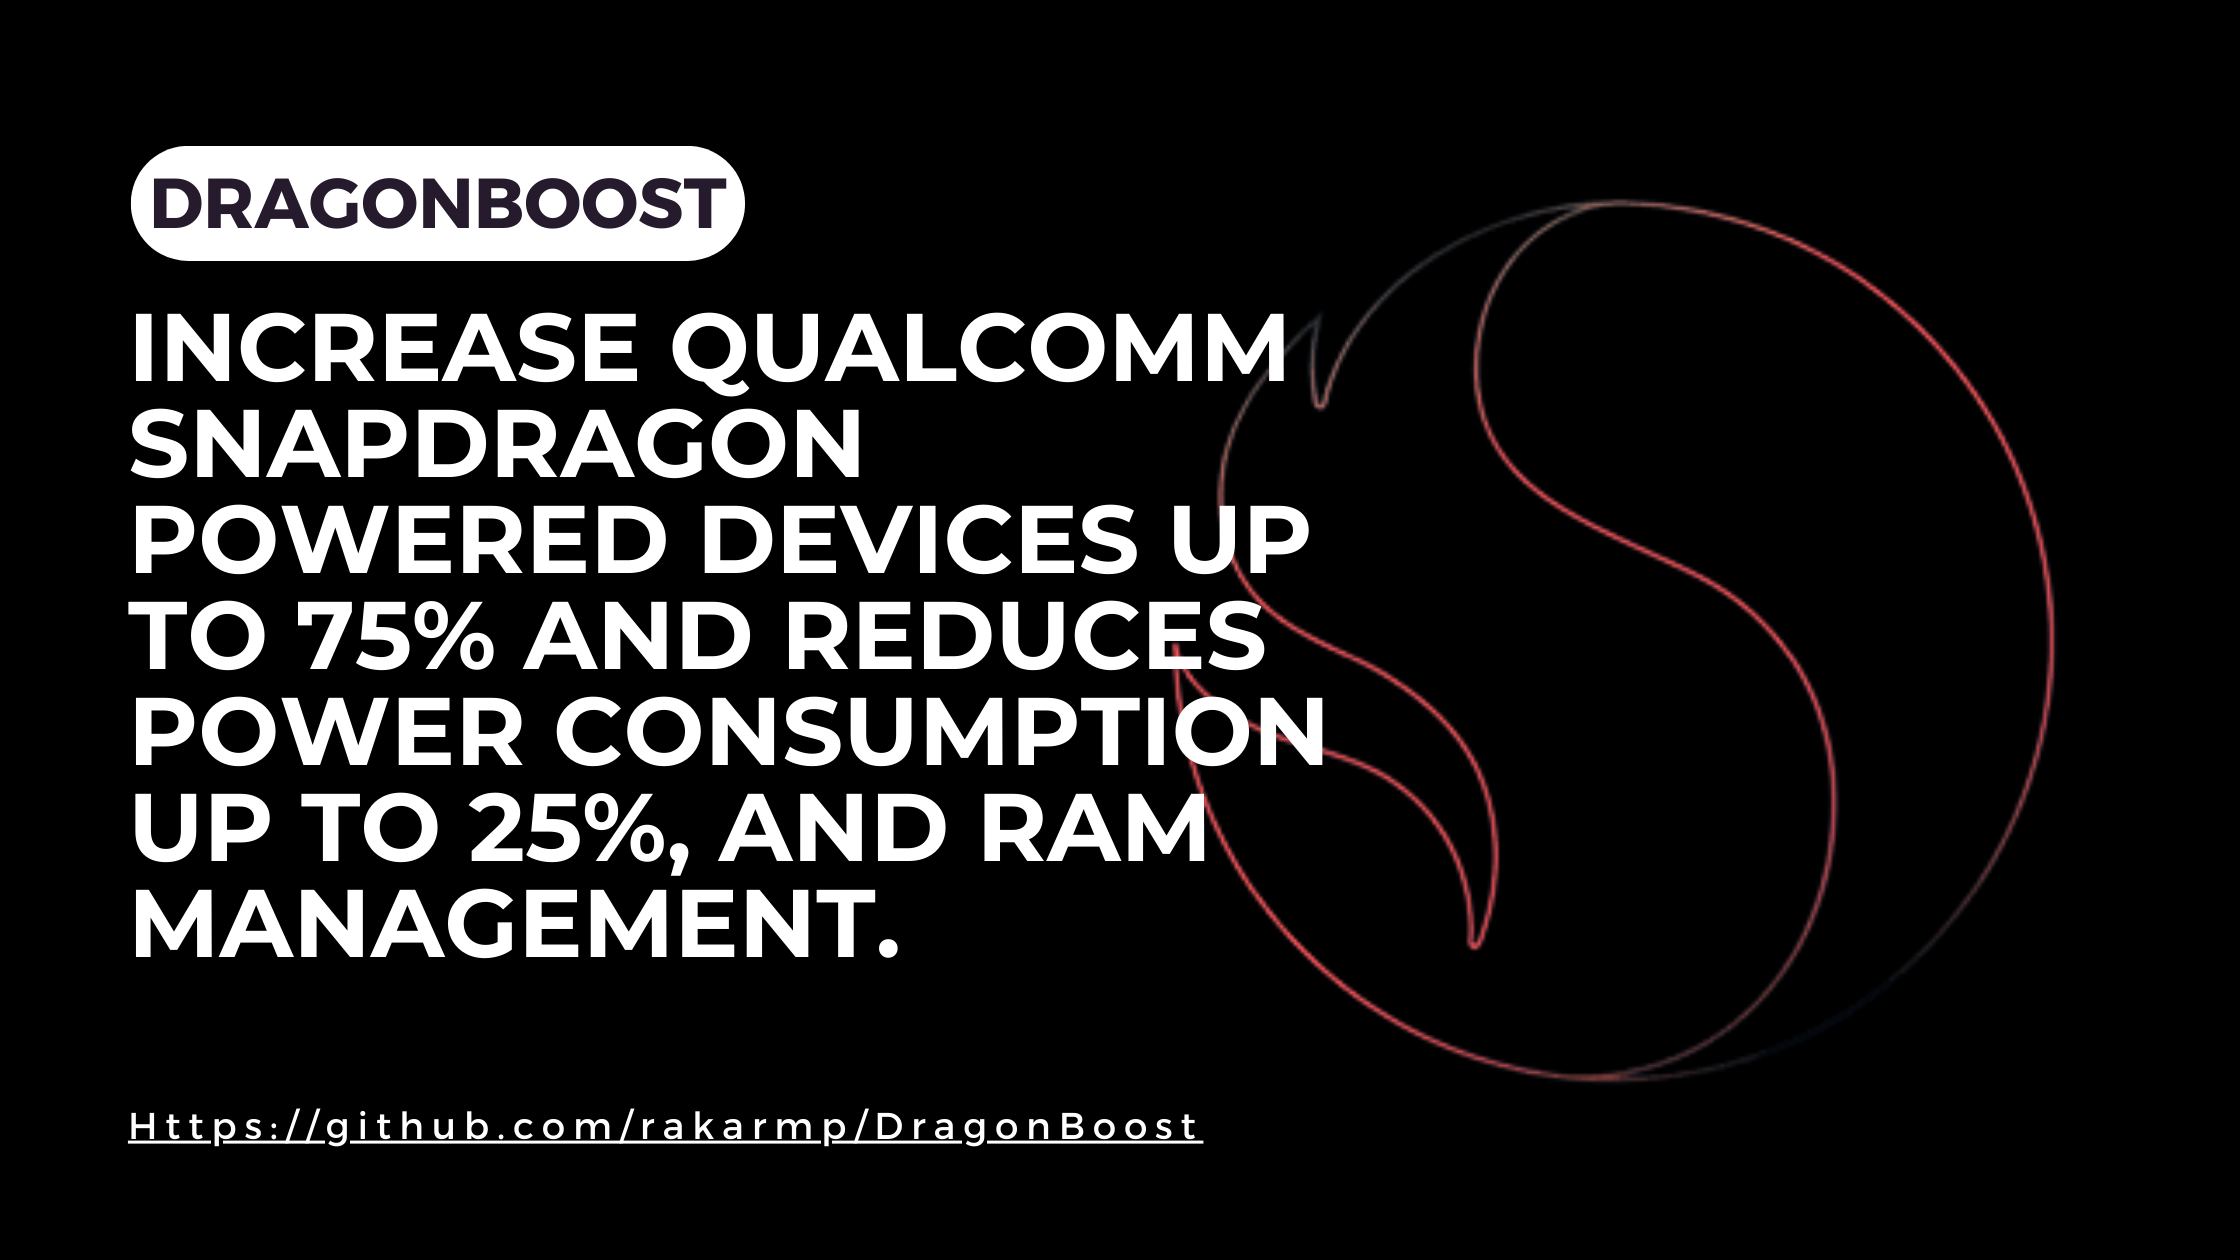 DRAGONBOOST
INCREASE QUALCOMM
SNAPDRAGON
POWERED DEVICES UP
TO 75% AND REDUCES
POWER CONSUMPTION
UP TO 25%, AND RAM
MANAGEMENT.
Https://github.com/rakarmp/DragonBoost